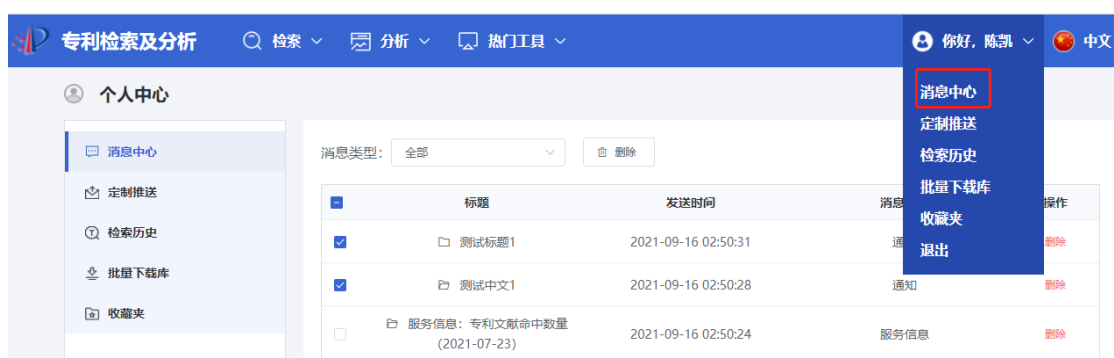 专利检索及分析 检索 分析 热门工具 你好, 陈凯 中文
个人中心
消息中心
定制推送
检索历史
批量下载库
收藏夹
退出
消息中心
定制推送
检索历史
批量下载库
收藏夹
消息类型: 全部 删除
标题 发送时间 消息 操作
测试标题1 2021-09-16 02:50:31 通 删除
测试中文1 2021-09-16 02:50:28 通知 删除
服务信息: 专利文献命中数量
(2021-07-23) 2021-09-16 02:50:24 服务信息 删除